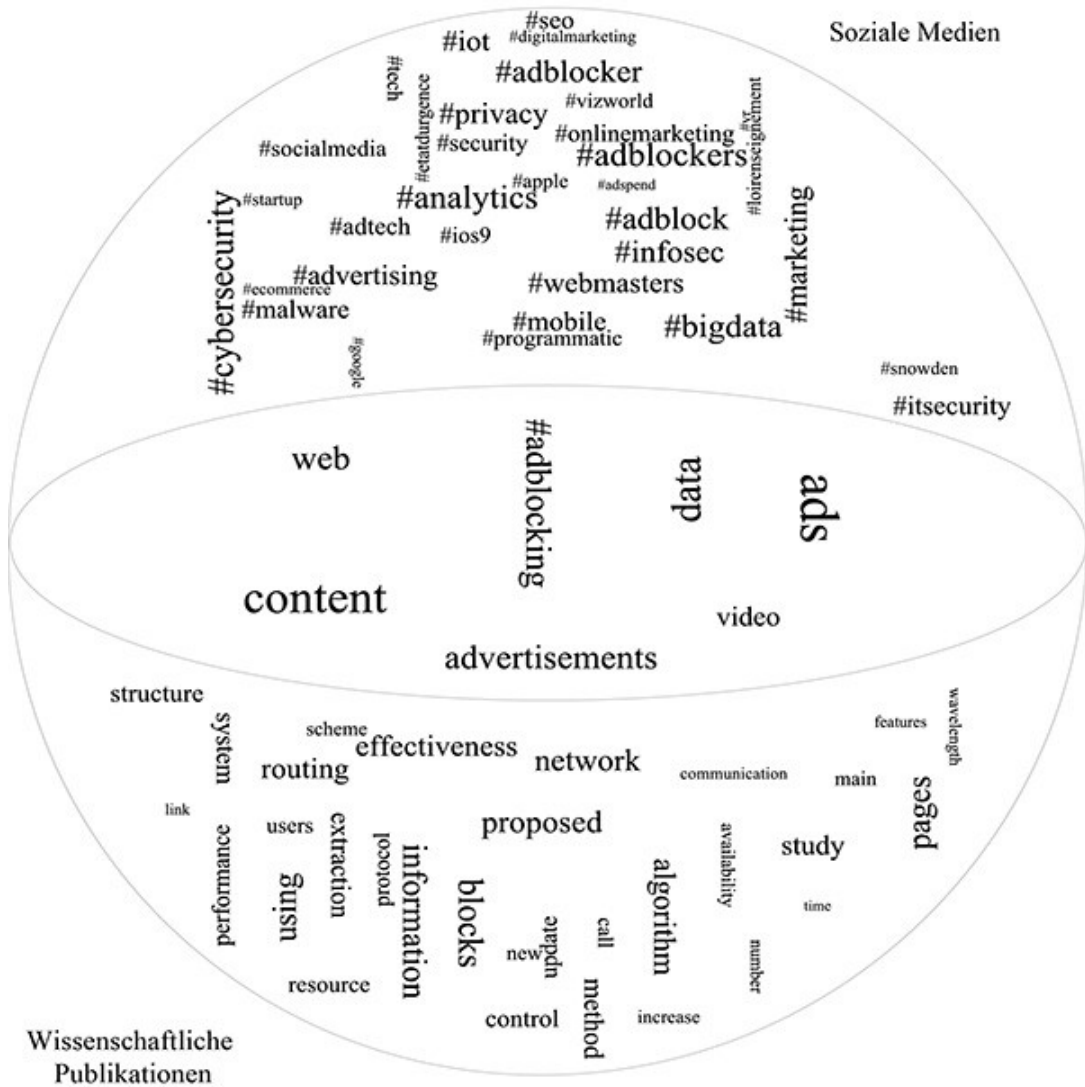 #seo
Soziale Medien
#digitalmarketing
#iot
#adblocker
#tech
#vizworld
#etatdurgence
#privacy
#vr
#onlinemarketing
#security
#socialmedia
#adblockers
#loirenseignement
#apple
#adspend
#analytics
#startup
#adblock
#adtech
#ios9
#marketing
#infosec
#cybersecurity
#advertising
#webmasters
#ecommerce
#malware
#mobile
#bigdata
#programmatic
#google
#snowden
#itsecurity
web
#adblocking
data
ads
content
video
advertisements
structure
wavelength
features
scheme
system
effectiveness
network
routing
communication
main
link
pages
users
proposed
extraction
protocol
study
availability
performance
using
information
blocks
algorithm
time
call
update
new
number
resource
control
method
increase
Wissenschaftliche
Publikationen